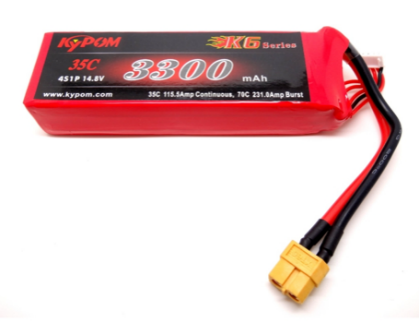 KyPOM KG Series
35C 3300 mAh
4S1P 14.8V
www.kypom.com 35C 115.5Amp Continuous, 70C 231.0Amp Burst